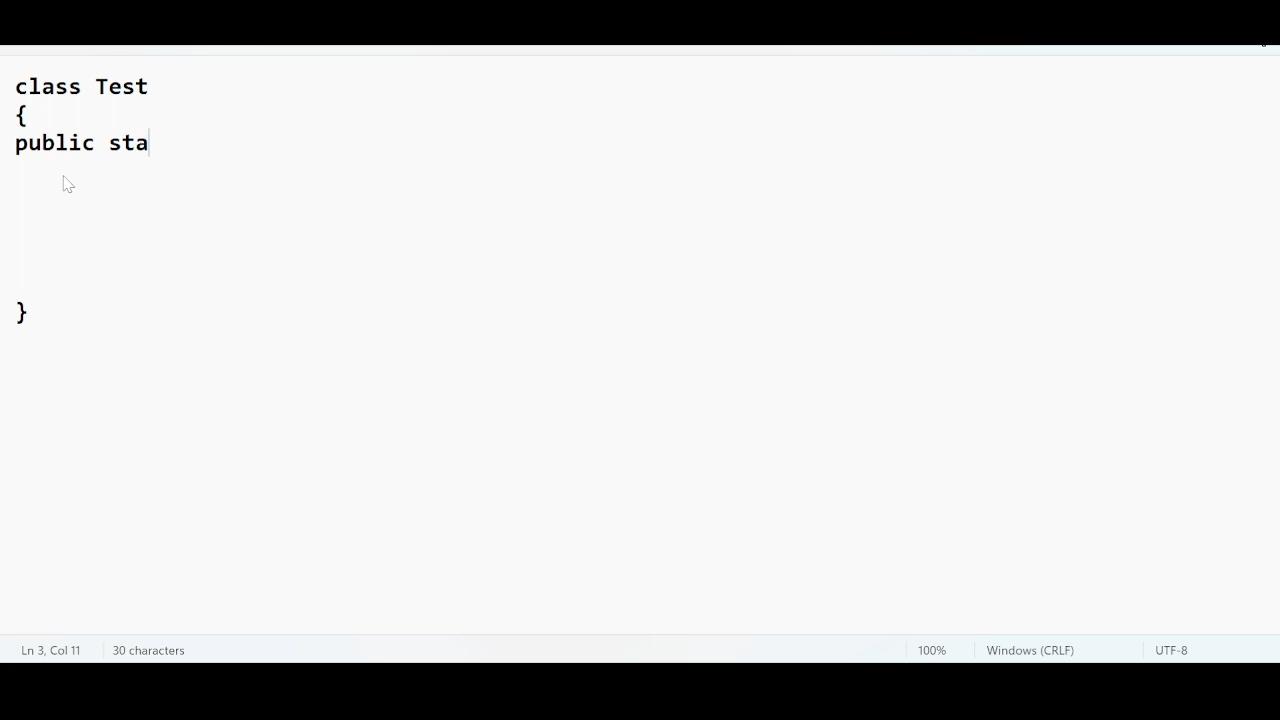 class Test
{
public sta
}
Ln 3, Col 11 30 characters 100% Windows (CRLF) UTF-8